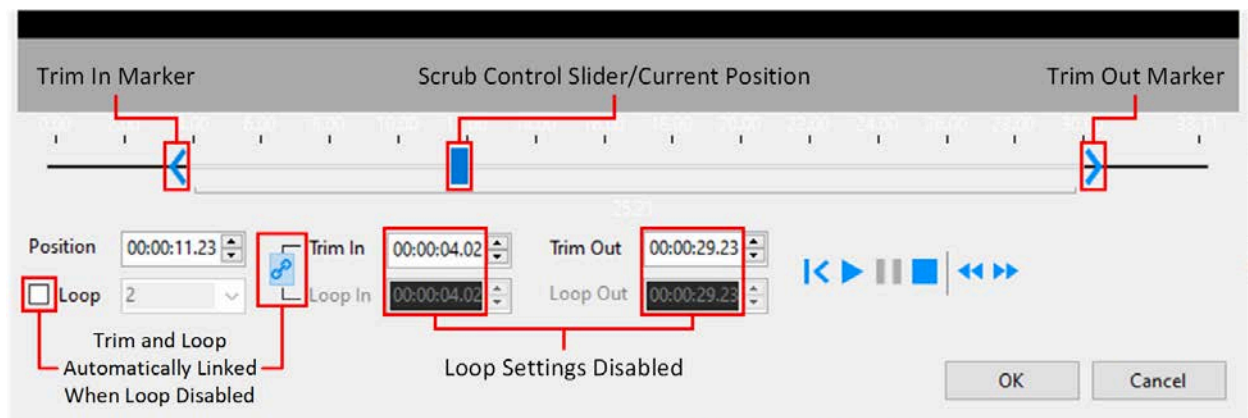 Trim In Marker
Scrub Control Slider/Current Position
Trim Out Marker
25.21
Position
00:00:11.23
Trim In
00:00:04.02
Trim Out
00:00:29.23
Loop
2
Loop In
00:00:04.02
Loop Out
00:00:29.23
Trim and Loop
Automatically Linked
When Loop Disabled
Loop Settings Disabled
OK
Cancel